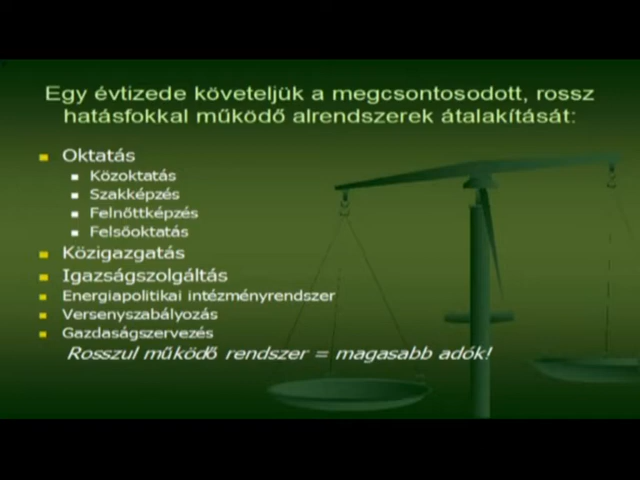 Egy évtizede követeljük a megcsontosodott, rossz
hatásfokkal működő alrendszerek átalakítását:
Oktatás
Közoktatás
Szakképzés
Felnőttképzés
Felsőoktatás
Közigazgatás
Igazságszolgáltás
Energiapolitikai intézményrendszer
Versenyszabályozás
Gazdaságszervezés
Rosszul működő rendszer = magasabb adók!